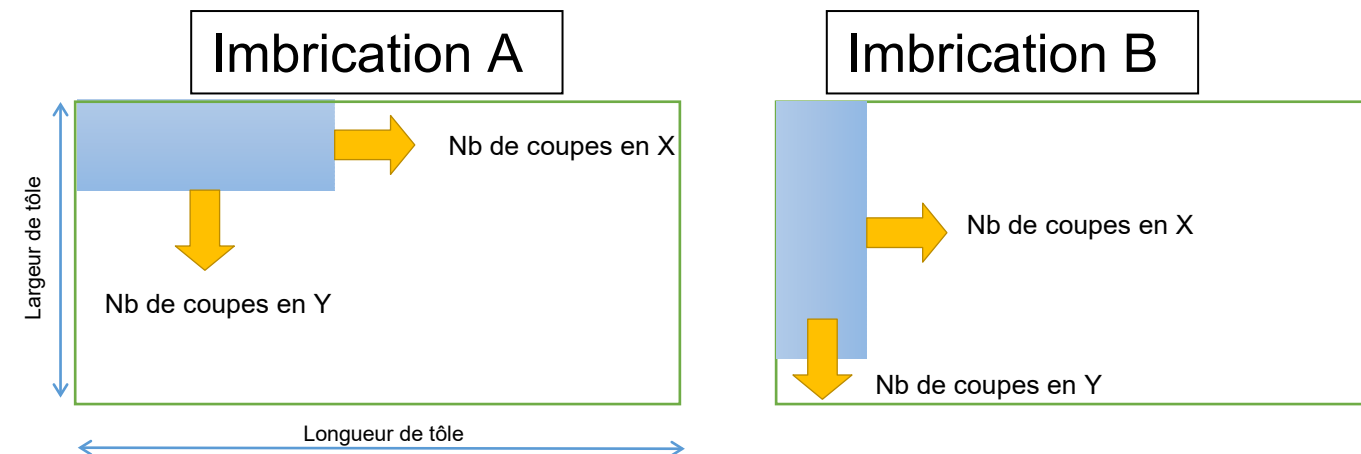 Imbrication A
Imbrication B
Nb de coupes en X
Nb de coupes en X
Largeur de tôle
Nb de coupes en Y
Nb de coupes en Y
Longueur de tôle